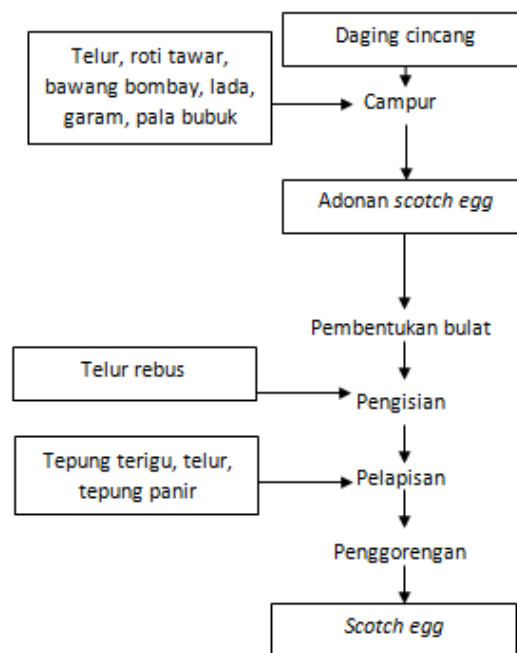 Daging cincang
Telur, roti tawar,
bawang bombay, lada,
garam, pala bubuk
Campur
Adonan scotch egg
Pembentukan bulat
Telur rebus
Pengisian
Tepung terigu, telur,
tepung panir
Pelapisan
Penggorengan
Scotch egg